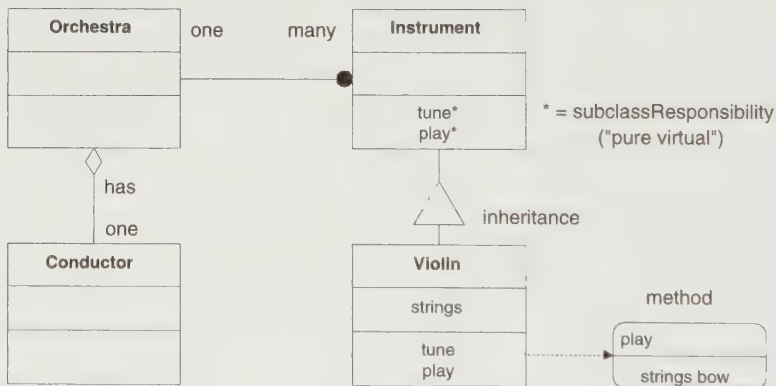 Orchestra
one
many
Instrument
tune*
play*
* = subclassResponsibility
("pure virtual")
has
one
inheritance
Conductor
Violin
strings
tune
play
method
play
strings bow